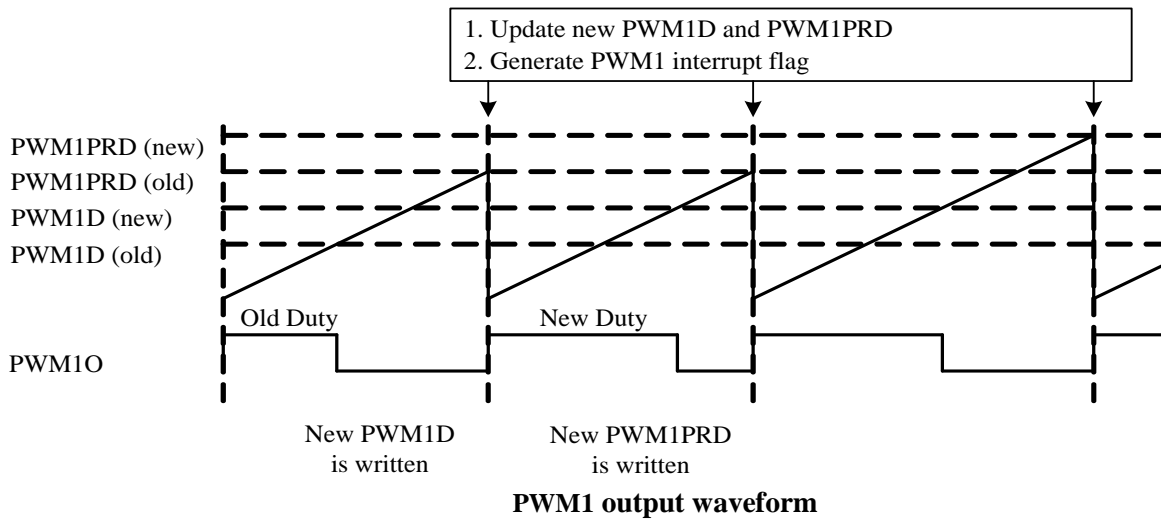 1. Update new PWM1D and PWM1PRD
2. Generate PWM1 interrupt flag
PWM1PRD (new)
PWM1PRD (old)
PWM1D (new)
PWM1D (old)
Old Duty
New Duty
PWM1O
New PWM1D
is written
New PWM1PRD
is written
PWM1 output waveform